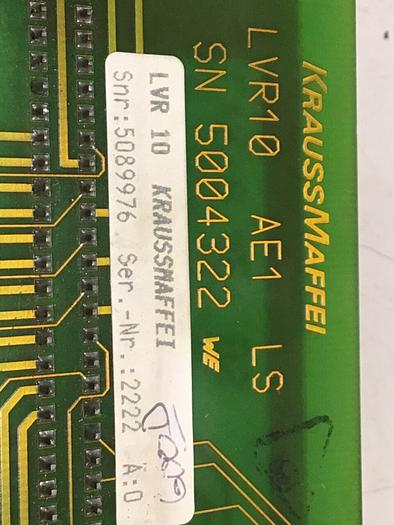 KRAUSSMAFFEI
LVR10 AE1 LS
SN 5004322 WE
LVR 10 KRAUSSMAFFEI
Snr:5089976 Ser.-Nr.:2222 Ä:0